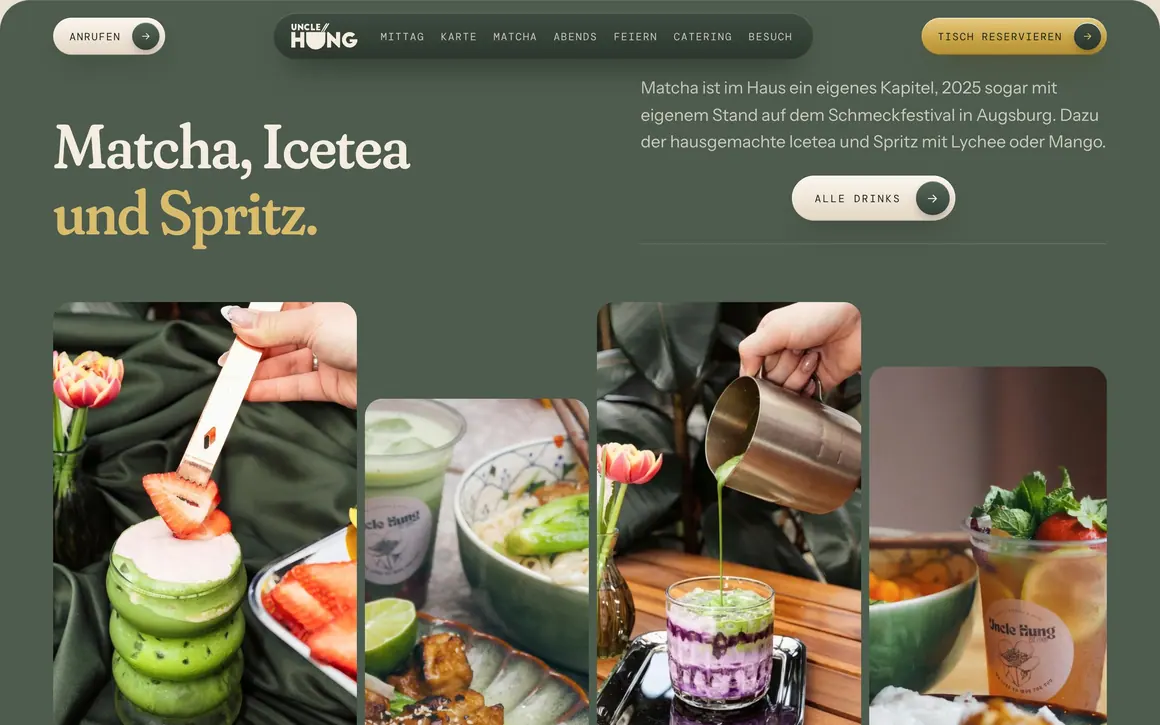 ANRUFEN
UNCLE
HUNG
MITTAG KARTE MATCHA ABENDS FEIERN CATERING BESUCH
TISCH RESERVIEREN
Matcha ist im Haus ein eigenes Kapitel, 2025 sogar mit
eigenem Stand auf dem Schmeckfestival in Augsburg. Dazu
der hausgemachte Icetea und Spritz mit Lychee oder Mango.
Matcha, Icetea
und Spritz.
ALLE DRINKS
cle Hung
Uncle Hung